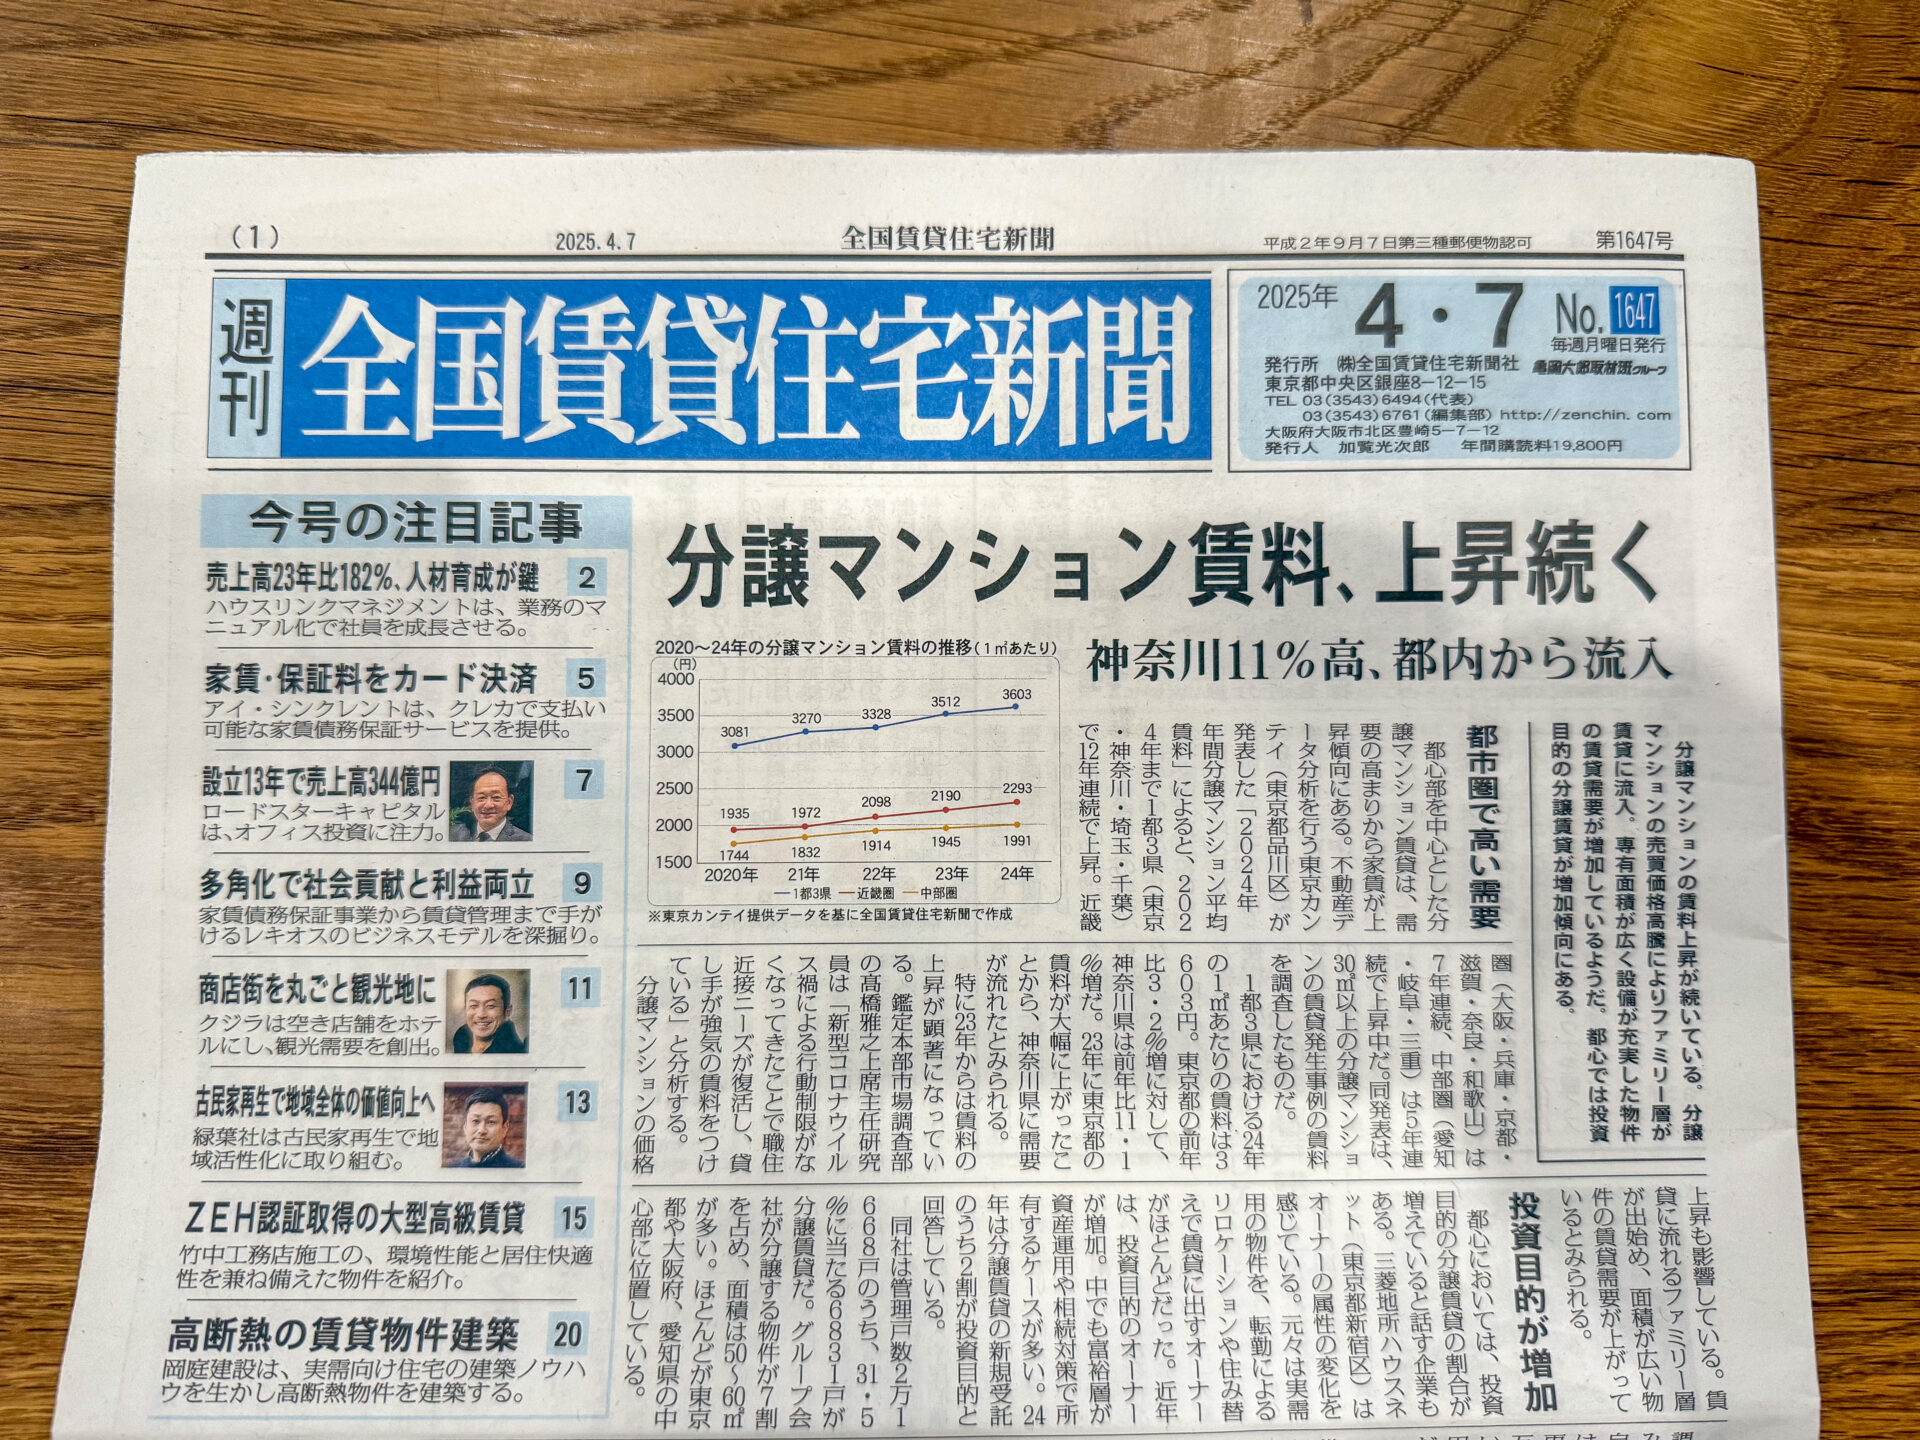 (1)
2025.4.7
全国賃貸住宅新聞
平成2年9月7日第三種郵便物認可
第1647号
週刊
全国賃貸住宅新聞
2025年
4・7
No. 1647
毎週月曜日発行
発行所 ㈱全国賃貸住宅新聞社
亀岡大郎取材班グループ
東京都中央区銀座8-12-15
TEL 03(3543)6494(代表)
03(3543)6761(編集部) http://zenchin.com
大阪府大阪市北区豊崎5-7-12
発行人 加覧光次郎 年間購読料19,800円
今号の注目記事
売上高23年比182%、人材育成が鍵 2
ハウスリンクマネジメントは、業務のマ
ニュアル化で社員を成長させる。
家賃・保証料をカード決済 5
アイ・シンクレントは、クレカで支払い
可能な家賃債務保証サービスを提供。
設立13年で売上高344億円 7
ロードスターキャピタル
は、オフィス投資に注力。
多角化で社会貢献と利益両立 9
家賃債務保証事業から賃貸管理まで手が
けるレキオスのビジネスモデルを深掘り。
商店街を丸ごと観光地に 11
クジラは空き店舗をホテ
ルにし、観光需要を創出。
古民家再生で地域全体の価値向上へ 13
緑葉社は古民家再生で地
域活性化に取り組む。
ZEH認証取得の大型高級賃貸 15
竹中工務店施工の、環境性能と居住快適
性を兼ね備えた物件を紹介。
高断熱の賃貸物件建築 20
岡庭建設は、実需向け住宅の建築ノウハ
ウを生かし高断熱物件を建築する。
分譲マンション賃料、上昇続く
神奈川11%高、都内から流入
2020～24年の分譲マンション賃料の推移(1㎡あたり)
(円)
4000
3500
3000
2500
2000
1500
3081
3270
3328
3512
3603
1935
1972
2098
2190
2293
1744
1832
1914
1945
1991
2020年
21年
22年
23年
24年
1都3県 近畿圏 中部圏
※東京カンテイ提供データを基に全国賃貸住宅新聞で作成
分譲マンションの賃料上昇が続いている。分譲
マンションの売買価格高騰によりファミリー層が
賃貸に流入。専有面積が広く設備が充実した物件
の賃貸需要が増加しているようだ。都心では投資
目的の分譲賃貸が増加傾向にある。
都市圏で高い需要
都心部を中心とした分
譲マンション賃貸は、需
要の高まりから家賃が上
昇傾向にある。不動産デ
ータ分析を行う東京カン
テイ(東京都品川区)が
発表した「2024年
年間分譲マンション平均
賃料」によると、202
4年まで1都3県(東京
・神奈川・埼玉・千葉)
で12年連続で上昇。近畿
圏(大阪・兵庫・京都・
滋賀・奈良・和歌山)は
7年連続、中部圏(愛知
・岐阜・三重)は5年連
続で上昇中だ。同発表は、
30㎡以上の分譲マンショ
ンの賃貸発生事例の賃料
を調査したものだ。
1都3県における24年
の1㎡あたりの賃料は3
603円。東京都の前年
比3・2%増に対して、
神奈川県は前年比11・1
%増だ。23年に東京都の
賃料が大幅に上がったこ
とから、神奈川県に需要
が流れたとみられる。
特に23年からは賃料の
上昇が顕著になってい
る。鑑定本部市場調査部
の髙橋雅之上席主任研究
員は「新型コロナウイル
ス禍による行動制限がな
くなってきたことで職住
近接ニーズが復活し、貸
し手が強気の賃料をつけ
ている」と分析する。
分譲マンションの価格
上昇も影響している。賃
貸に流れるファミリー層
が出始め、面積が広い物
件の賃貸需要が上がって
いるとみられる。
投資目的が増加
都心においては、投資
目的の分譲賃貸の割合が
増えていると話す企業も
ある。三菱地所ハウスネ
ット(東京都新宿区)は
オーナーの属性の変化を
感じている。元々は実需
用の物件を、転勤による
リロケーションや住み替
えで賃貸に出すオーナー
がほとんどだった。近年
は、投資目的のオーナー
が増加。中でも富裕層が
資産運用や相続対策で所
有するケースが多い。24
年は分譲賃貸の新規受託
のうち2割が投資目的と
回答している。
同社は管理戸数2万1
668戸のうち、31・5
%に当たる6831戸が
分譲賃貸だ。グループ会
社が分譲する物件が7割
を占め、面積は50～60㎡
が多い。ほとんどが東京
都や大阪府、愛知県の中
心部に位置している。